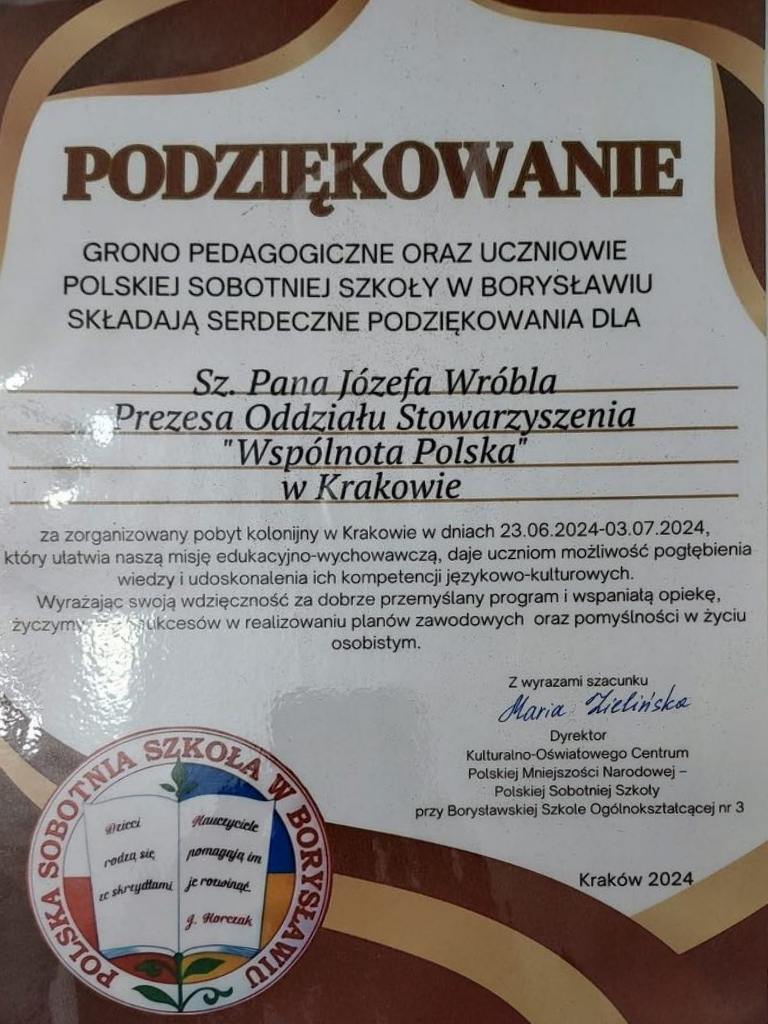 PODZIĘKOWANIE
GRONO PEDAGOGICZNE ORAZ UCZNIOWIE
POLSKIEJ SOBOTNIEJ SZKOŁY W BORYSŁAWIU
SKŁADAJĄ SERDECZNE PODZIĘKOWANIA DLA
Sz. Pana Józefa Wróbla
Prezesa Oddziału Stowarzyszenia
"Wspólnota Polska"
w Krakowie
za zorganizowany pobyt kolonijny w Krakowie w dniach 23.06.2024-03.07.2024,
który ułatwia naszą misję edukacyjno-wychowawczą, daje uczniom możliwość pogłębienia
wiedzy i udoskonalenia ich kompetencji językowo-kulturowych.
Wyrażając swoją wdzięczność za dobrze przemyślany program i wspaniałą opiekę,
życzymy sukcesów w realizowaniu planów zawodowych oraz pomyślności w życiu
osobistym.
Z wyrazami szacunku
Maria Zielińska
Dyrektor
Kulturalno-Oświatowego Centrum
Polskiej Mniejszości Narodowej –
Polskiej Sobotniej Szkoły
przy Borysławskiej Szkole Ogólnokształcącej nr 3
Kraków 2024
POLSKA SOBOTNIA SZKOŁA W BORYSŁAWIU
Dzieci
rodzą się
ze skrzydłami
Nauczyciele
pomagają im
je rozwinąć.
J. Korczak